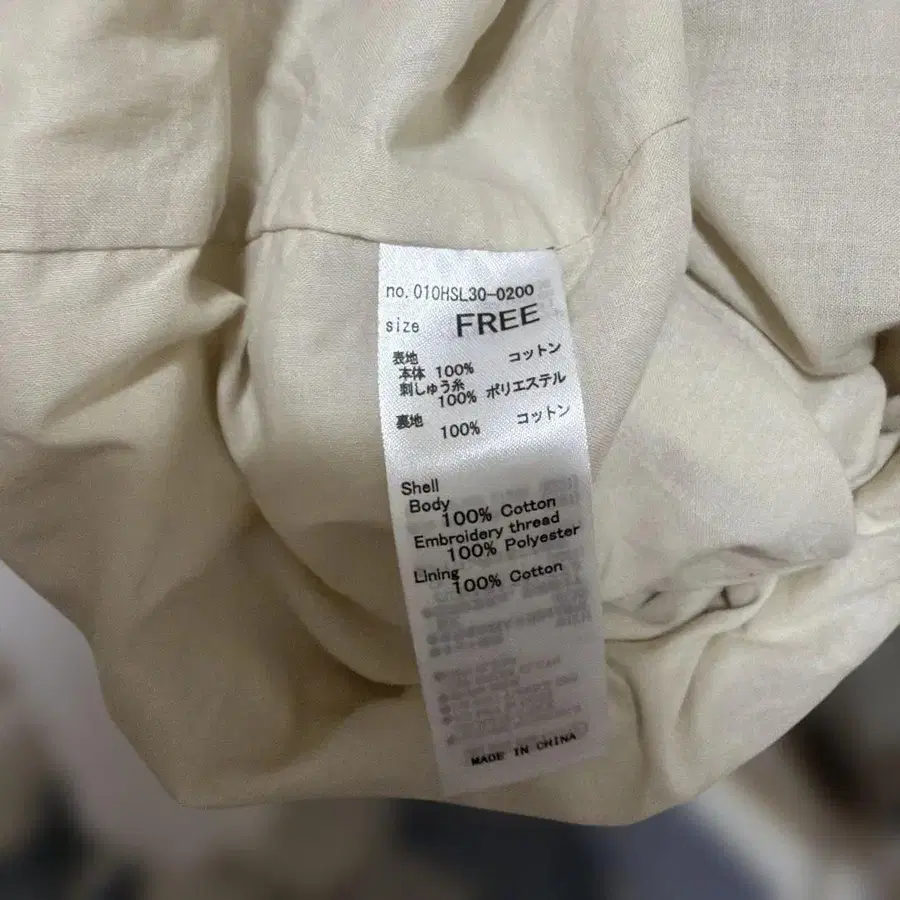 no. 010HSL30-0200
size FREE
表地
本体 100% コットン
刺しゅう糸
100% ポリエステル
裏地
100% コットン
Shell
Body
100% Cotton
Embroidery thread
100% Polyester
Lining
100% Cotton
MADE IN CHINA